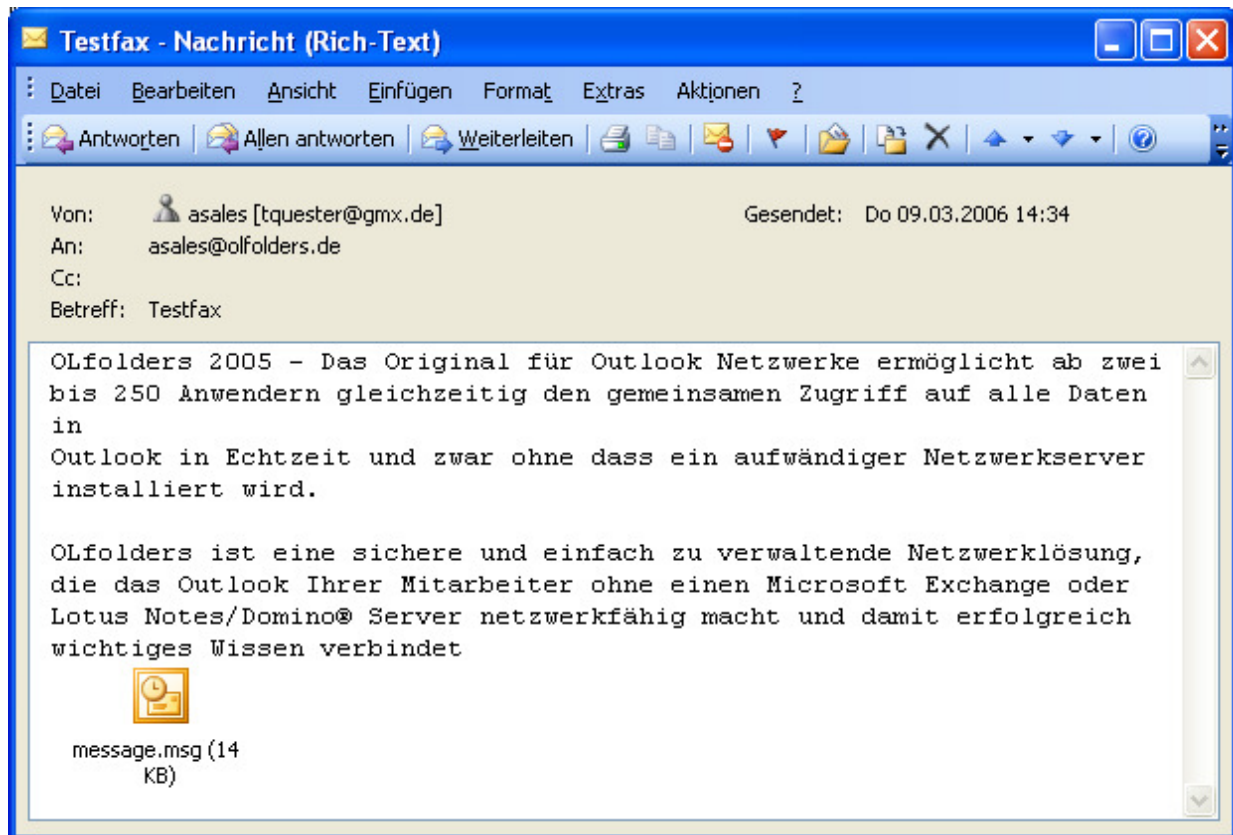 Testfax - Nachricht (Rich-Text)
Datei Bearbeiten Ansicht Einfügen Format Extras Aktionen ?
Antworten Allen antworten Weiterleiten
Von: asales [tquester@gmx.de] Gesendet: Do 09.03.2006 14:34
An: asales@olfolders.de
Cc:
Betreff: Testfax
OLfolders 2005 - Das Original für Outlook Netzwerke ermöglicht ab zwei
bis 250 Anwendern gleichzeitig den gemeinsamen Zugriff auf alle Daten
in
Outlook in Echtzeit und zwar ohne dass ein aufwändiger Netzwerkserver
installiert wird.
OLfolders ist eine sichere und einfach zu verwaltende Netzwerklösung,
die das Outlook Ihrer Mitarbeiter ohne einen Microsoft Exchange oder
Lotus Notes/Domino® Server netzwerkfähig macht und damit erfolgreich
wichtiges Wissen verbindet
message.msg (14
KB)